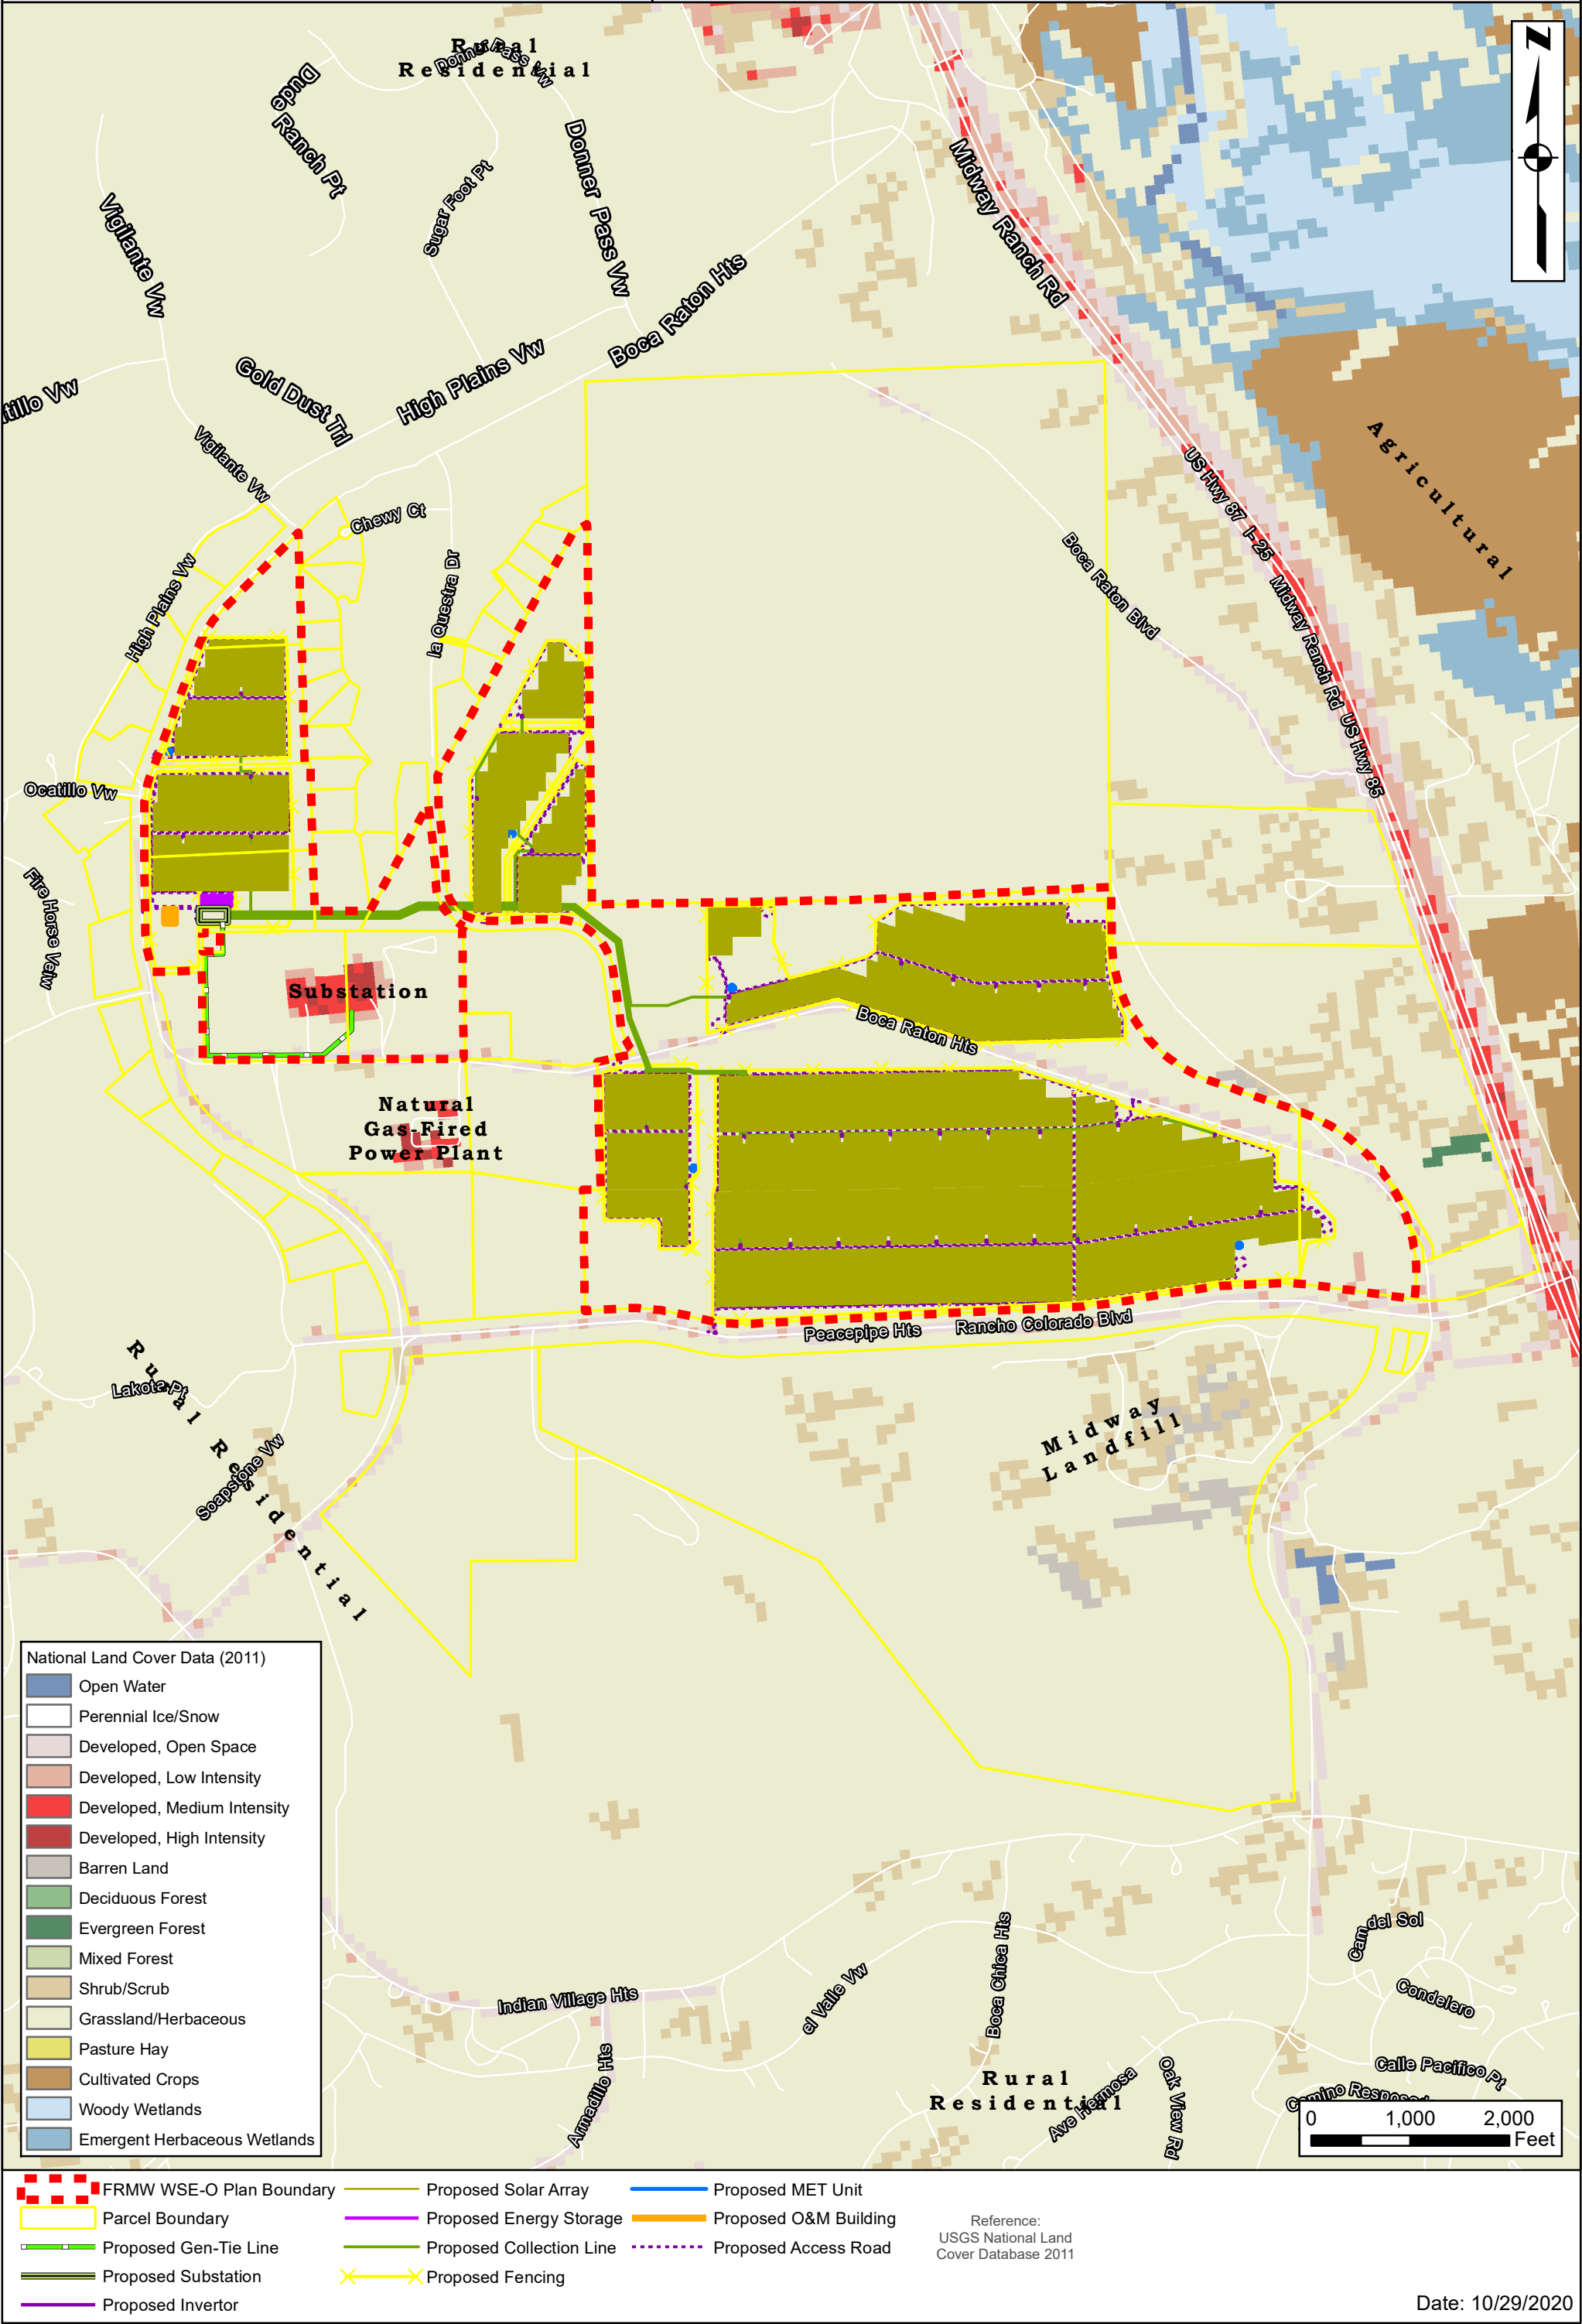 Rural
Residential
Donner Pass Vw
Dude
Ranch Pt
Sugar Foot Pt
Donner Pass Vw
Vigilante Vw
Midway Ranch Rd
N
Boca Raton Hts
High Plains Vw
Gold Dust Trl
tillo Vw
Vigilante Vw
Chewy Ct
Agricultural
US Hwy 87
I-25
Midway Ranch Rd
US Hwy 85
Boca Raton Blvd
High Plains Vw
la Questra Dr
Ocatillo Vw
Fire Horse Veiw
Substation
Boca Raton Hts
Natural
Gas-Fired
Power Plant
Peacepipe Hts
Rancho Colorado Blvd
Rural Residential
Lakota Pt
Soapstone Vw
Midway
Landfill
Indian Village Hts
Armadillo Hts
el Valle Vw
Boca Chica Hts
Cam del Sol
Condelero
Calle Pacifico Pt
Rural
Residential
Ave Hermosa
Oak View Rd
0 1,000 2,000
Feet
National Land Cover Data (2011)
Open Water
Perennial Ice/Snow
Developed, Open Space
Developed, Low Intensity
Developed, Medium Intensity
Developed, High Intensity
Barren Land
Deciduous Forest
Evergreen Forest
Mixed Forest
Shrub/Scrub
Grassland/Herbaceous
Pasture Hay
Cultivated Crops
Woody Wetlands
Emergent Herbaceous Wetlands
FRMW WSE-O Plan Boundary
Parcel Boundary
Proposed Gen-Tie Line
Proposed Substation
Proposed Invertor
Proposed Solar Array
Proposed Energy Storage
Proposed Collection Line
Proposed Fencing
Proposed MET Unit
Proposed O&M Building
Proposed Access Road
Reference:
USGS National Land
Cover Database 2011
Date: 10/29/2020